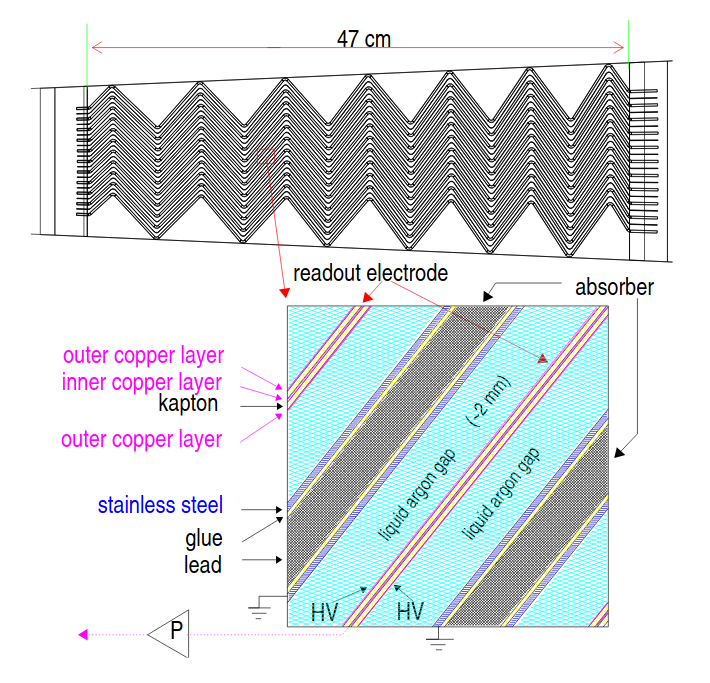 47 cm
readout electrode
absorber
outer copper layer
inner copper layer
kapton
outer copper layer
(~2 mm)
liquid argon gap
liquid argon gap
stainless steel
glue
lead
HV
HV
P